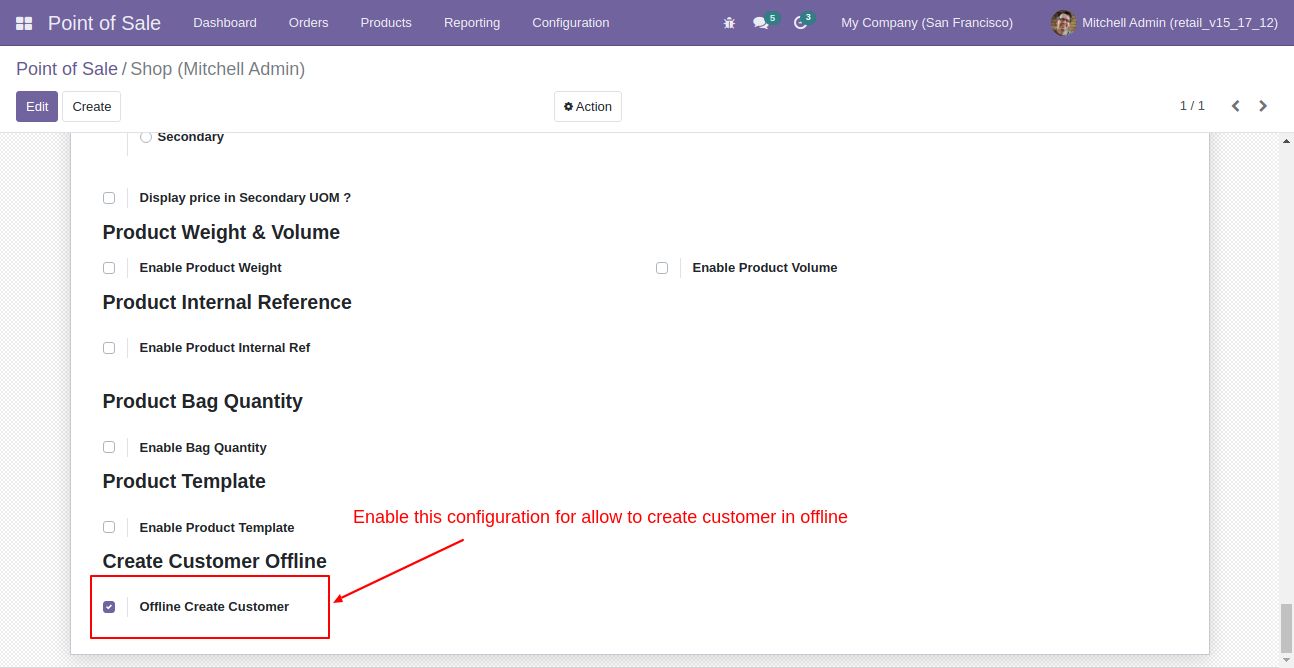 Point of Sale Dashboard Orders Products Reporting Configuration 5 3 My Company (San Francisco) Mitchell Admin (retail_v15_17_12)
Point of Sale / Shop (Mitchell Admin)
Edit Create Action 1 / 1
Secondary
Display price in Secondary UOM ?
Product Weight & Volume
Enable Product Weight Enable Product Volume
Product Internal Reference
Enable Product Internal Ref
Product Bag Quantity
Enable Bag Quantity
Product Template
Enable this configuration for allow to create customer in offline
Enable Product Template
Create Customer Offline
Offline Create Customer